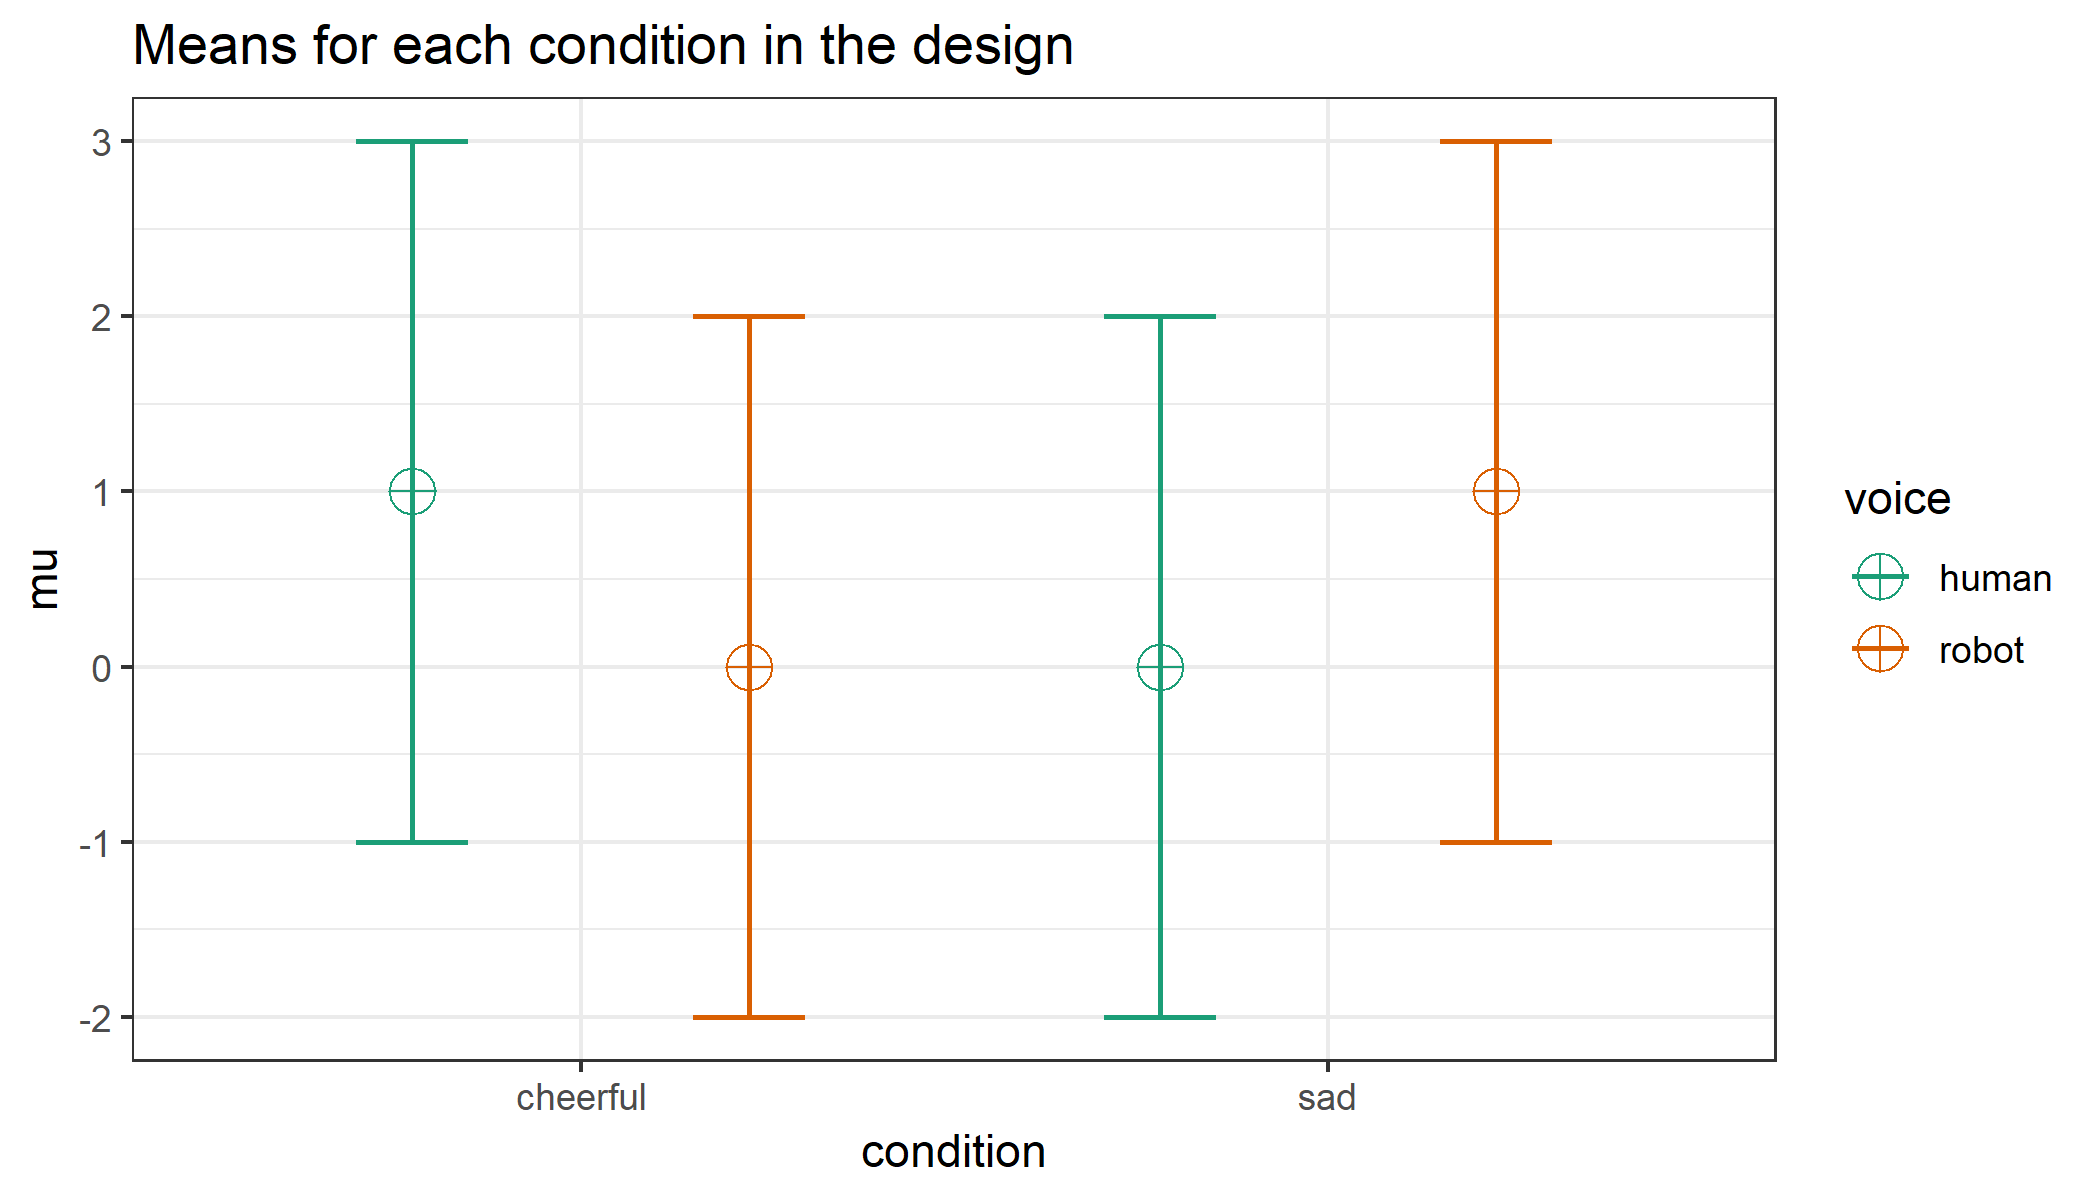 Means for each condition in the design
3
2
1
0
-1
-2
mu
cheerful
sad
condition
voice
human
robot